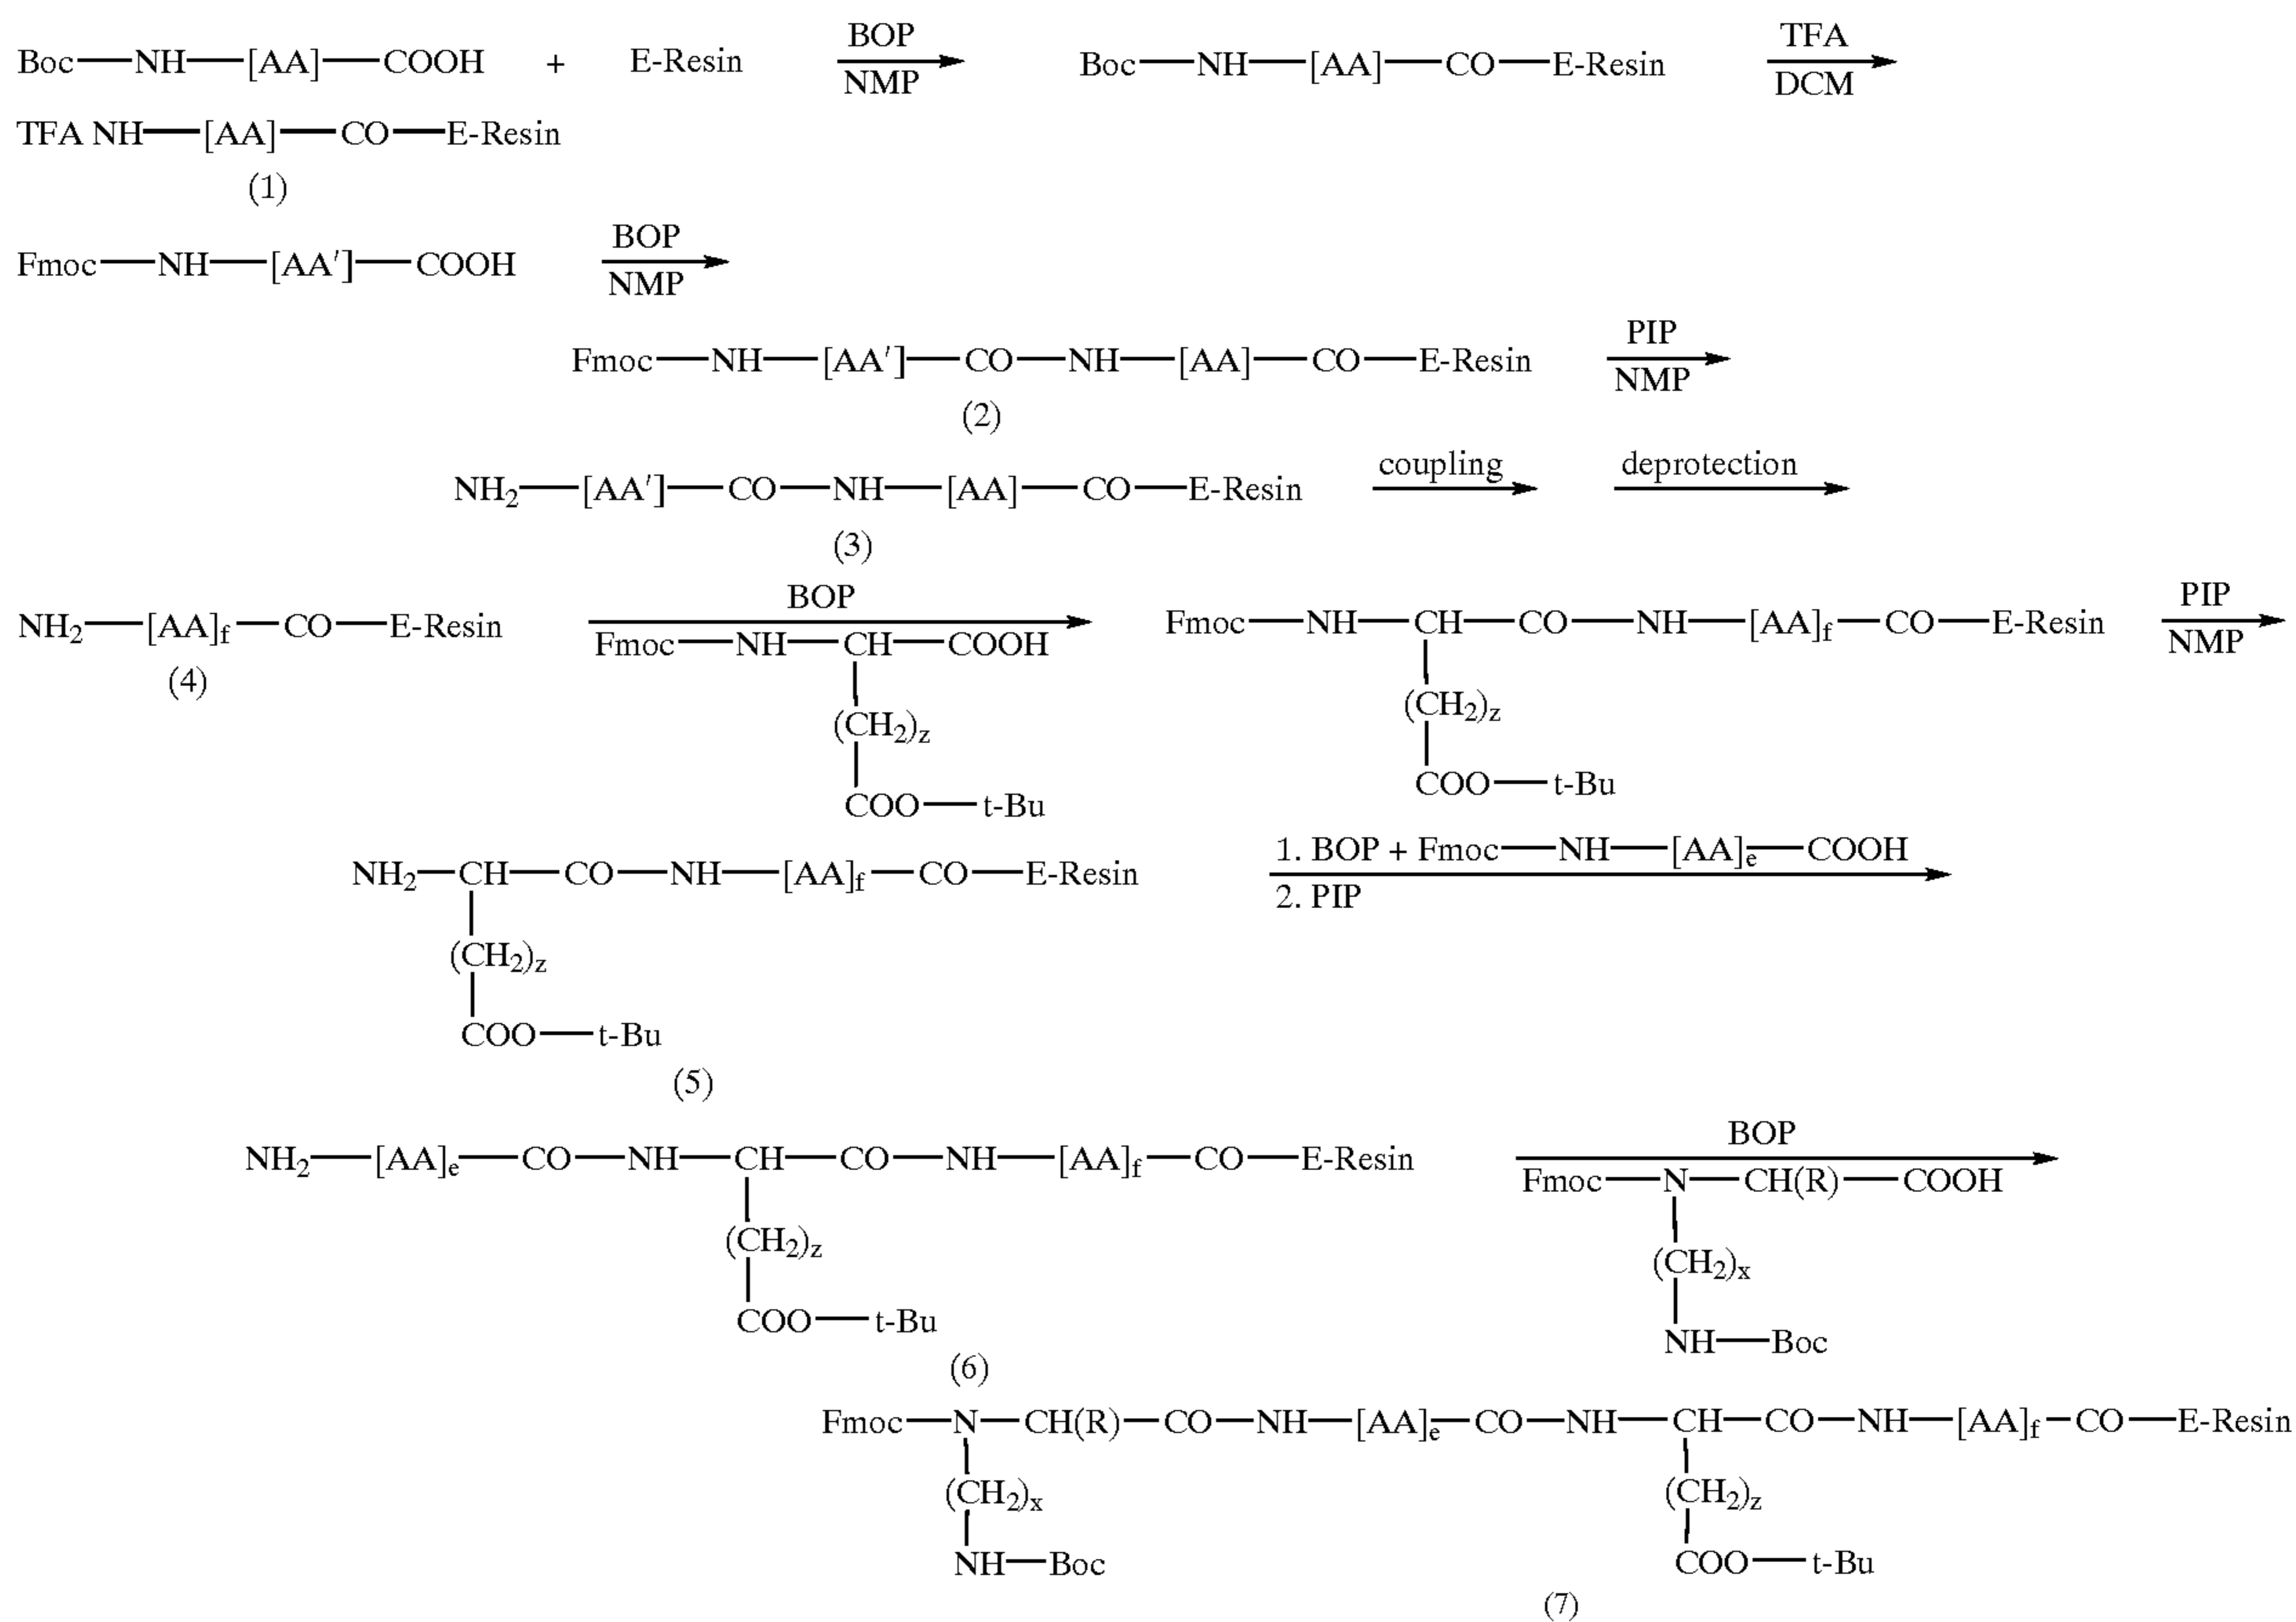 Boc—NH—[AA]—COOH + E-Resin BOP NMP Boc—NH—[AA]—CO—E-Resin TFA DCM
TFA NH—[AA]—CO—E-Resin
(1)
Fmoc—NH—[AA′]—COOH BOP NMP
Fmoc—NH—[AA′]—CO—NH—[AA]—CO—E-Resin PIP NMP
(2)
NH₂—[AA′]—CO—NH—[AA]—CO—E-Resin coupling deprotection
(3)
BOP PIP
NH₂—[AA]f—CO—E-Resin Fmoc—NH—CH—CO—NH—[AA]f—CO—E-Resin NMP
Fmoc—NH—CH—COOH
(4)
(CH₂)z (CH₂)z
COO—t-Bu COO—t-Bu
NH₂—CH—CO—NH—[AA]f—CO—E-Resin 1. BOP + Fmoc—NH—[AA]e—COOH
2. PIP
(CH₂)z
COO—t-Bu
(5)
BOP
NH₂—[AA]e—CO—NH—CH—CO—NH—[AA]f—CO—E-Resin Fmoc—N—CH(R)—COOH
(CH₂)z (CH₂)x
COO—t-Bu NH—Boc
(6)
Fmoc—N—CH(R)—CO—NH—[AA]e—CO—NH—CH—CO—NH—[AA]f—CO—E-Resin
(CH₂)x (CH₂)z
NH—Boc COO—t-Bu
(7)